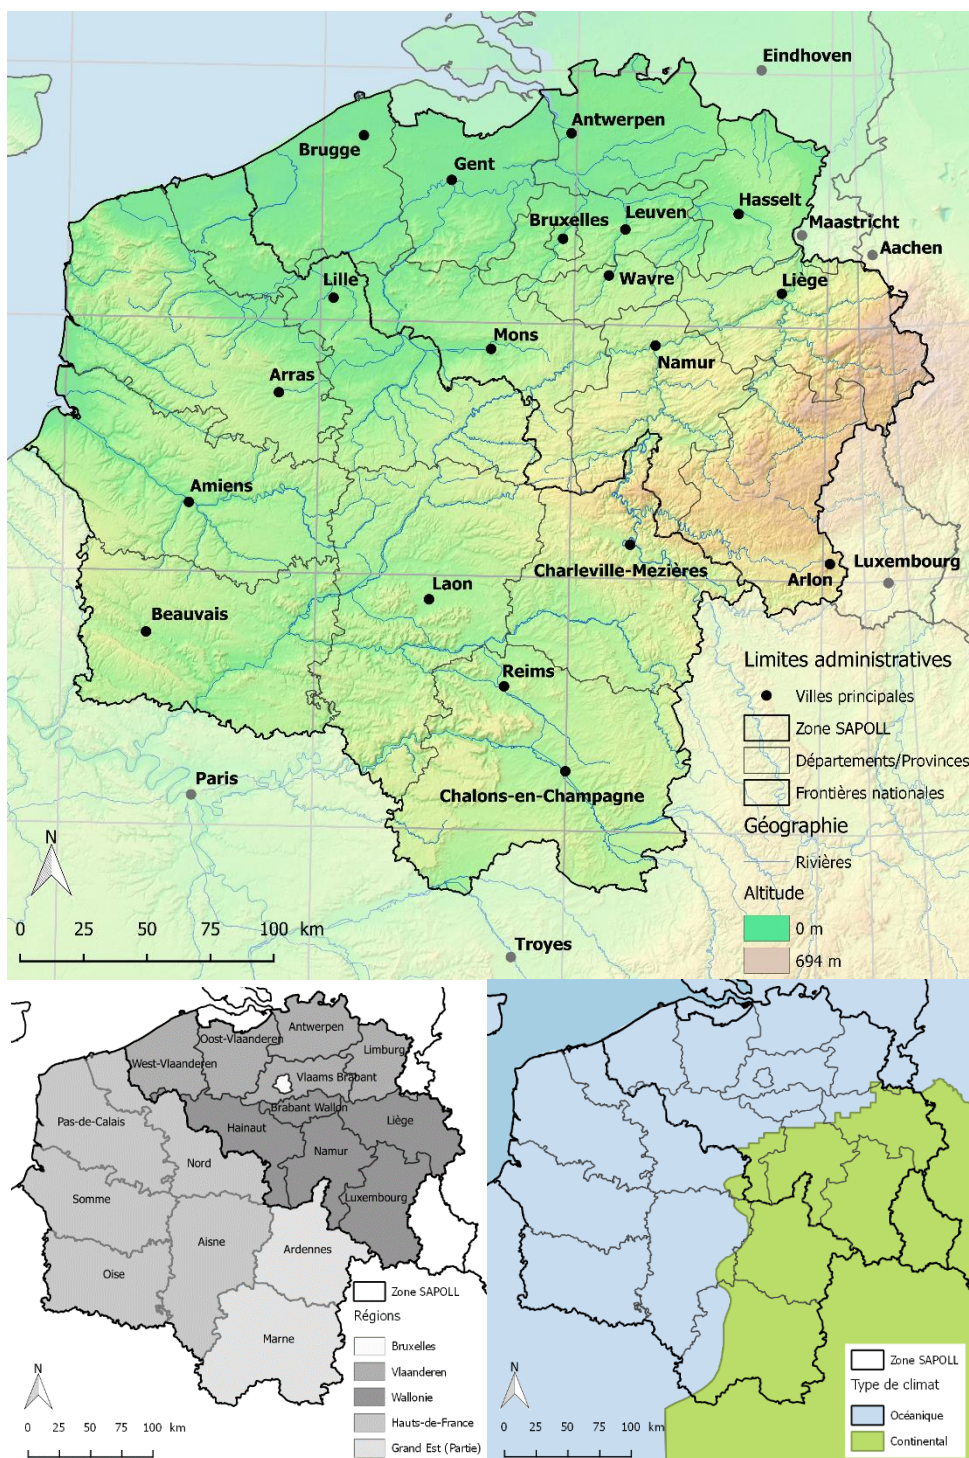 Eindhoven
Antwerpen
Brugge
Gent
Hasselt
Leuven
Bruxelles
Maastricht
Aachen
Lille
Wavre
Liège
Mons
Namur
Arras
Amiens
Charleville-Mezières
Arlon
Luxembourg
Laon
Beauvais
Reims
Paris
Chalons-en-Champagne
Troyes
Limites administratives
Villes principales
Zone SAPOLL
Départements/Provinces
Frontières nationales
Géographie
Rivières
Altitude
0 m
694 m
N
0 25 50 75 100 km
Antwerpen
Oost-Vlaanderen
Limburg
West-Vlaanderen
Vlaams Brabant
Brabant Wallon
Pas-de-Calais
Hainaut
Liège
Nord
Namur
Somme
Luxembourg
Aisne
Ardennes
Oise
Marne
Zone SAPOLL
Régions
Bruxelles
Vlaanderen
Wallonie
Hauts-de-France
Grand Est (Partie)
N
0 25 50 75 100 km
Zone SAPOLL
Type de climat
Océanique
Continental
N
0 25 50 75 100 km